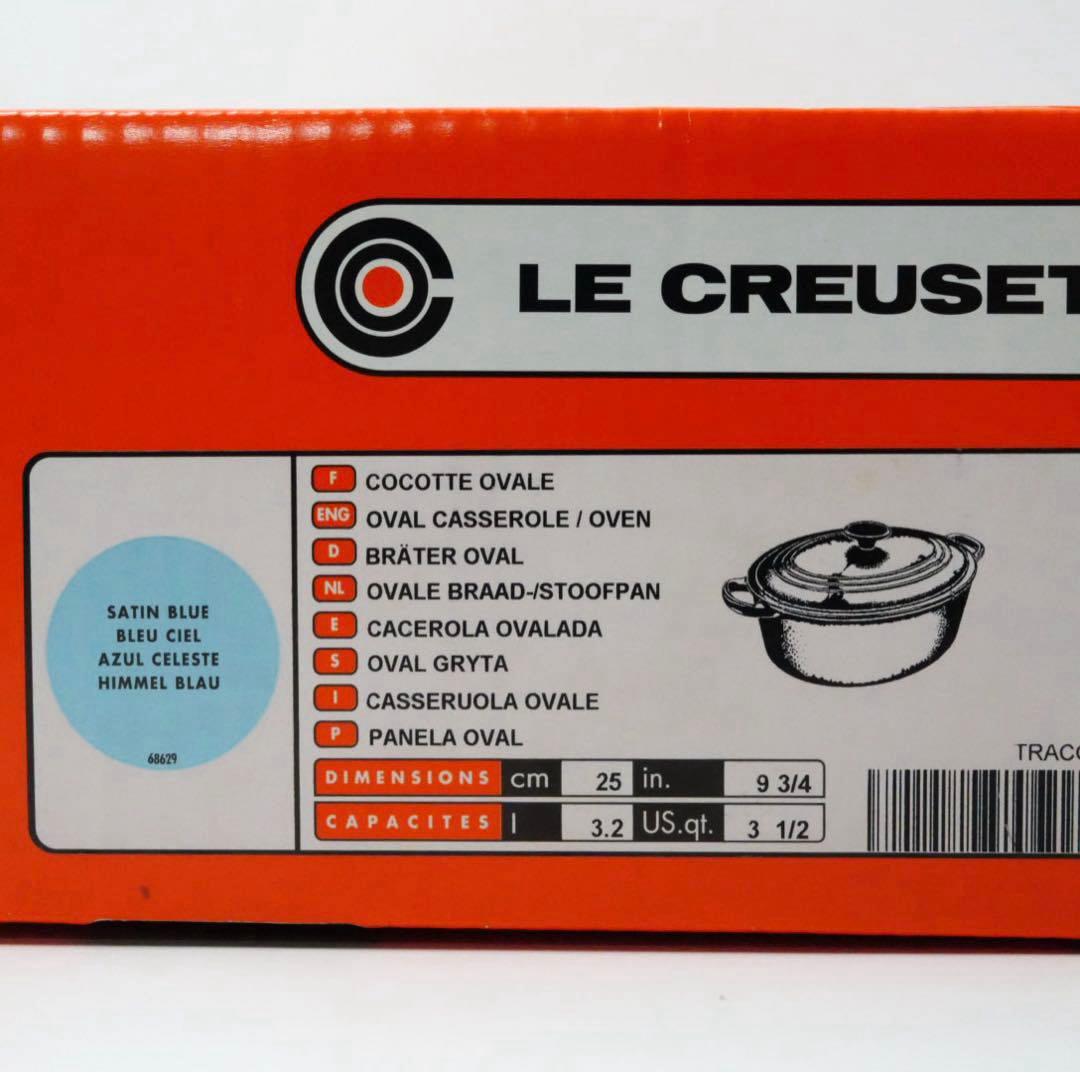 LE CREUSET
SATIN BLUE
BLEU CIEL
AZUL CELESTE
HIMMEL BLAU
68629
F COCOTTE OVALE
ENG OVAL CASSEROLE / OVEN
D BRÄTER OVAL
NL OVALE BRAAD-/STOOFPAN
E CACEROLA OVALADA
S OVAL GRYTA
I CASSERUOLA OVALE
P PANELA OVAL
DIMENSIONS cm 25 in. 9 3/4
CAPACITES l 3.2 US.qt. 3 1/2